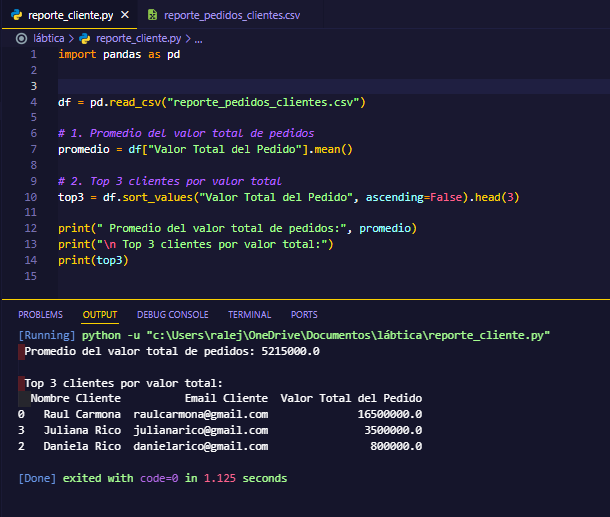 reporte_cliente.py × reporte_pedidos_clientes.csv
lábtica > reporte_cliente.py > ...
1 import pandas as pd
2
3
4 df = pd.read_csv("reporte_pedidos_clientes.csv")
5
6 # 1. Promedio del valor total de pedidos
7 promedio = df["Valor Total del Pedido"].mean()
8
9 # 2. Top 3 clientes por valor total
10 top3 = df.sort_values("Valor Total del Pedido", ascending=False).head(3)
11
12 print(" Promedio del valor total de pedidos:", promedio)
13 print("\n Top 3 clientes por valor total:")
14 print(top3)
15
PROBLEMS OUTPUT DEBUG CONSOLE TERMINAL PORTS
[Running] python -u "c:\Users\ralej\OneDrive\Documentos\lábtica\reporte_cliente.py"
Promedio del valor total de pedidos: 5215000.0
Top 3 clientes por valor total:
Nombre Cliente Email Cliente Valor Total del Pedido
0 Raul Carmona raulcarmona@gmail.com 16500000.0
3 Juliana Rico julianarico@gmail.com 3500000.0
2 Daniela Rico danielarico@gmail.com 800000.0
[Done] exited with code=0 in 1.125 seconds